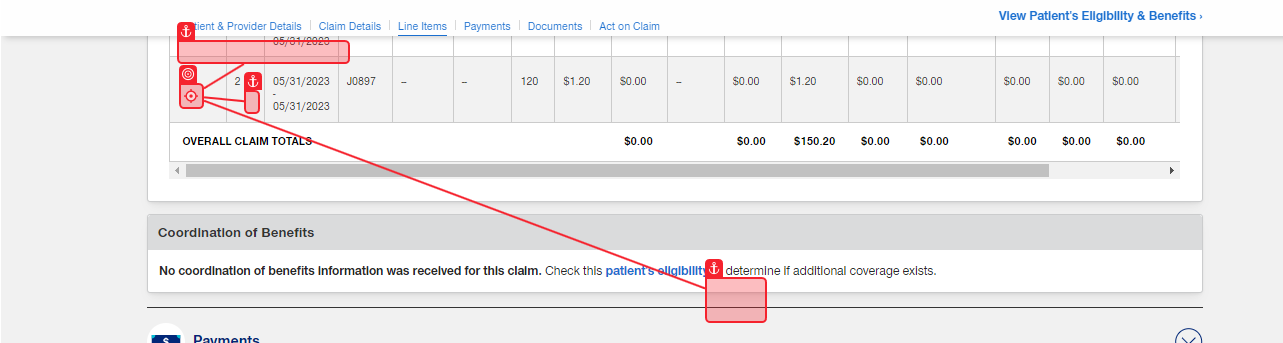 View Patient's Eligibility & Benefits ›
Patient & Provider Details Claim Details Line Items Payments Documents Act on Claim
05/31/2023
2 05/31/2023 J0897 – – 120 $1.20 $0.00 – $0.00 $1.20 $0.00 $0.00 $0.00 $0.00 $0.00
-
05/31/2023
OVERALL CLAIM TOTALS $0.00 $0.00 $150.20 $0.00 $0.00 $0.00 $0.00 $0.00
Coordination of Benefits
No coordination of benefits information was received for this claim. Check this patient's eligibility determine if additional coverage exists.
Payments